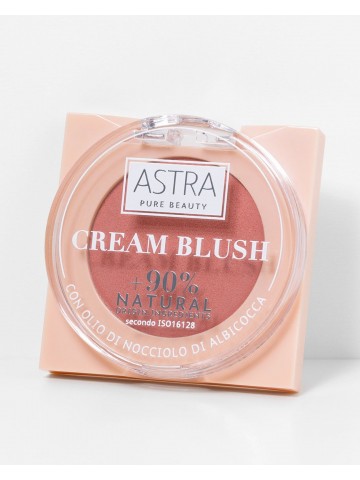 ASTRA
PURE BEAUTY
CREAM BLUSH
+90%
NATURAL
secondo ISO16128
CON OLIO DI NOCCIOLO DI ALBICOCCA